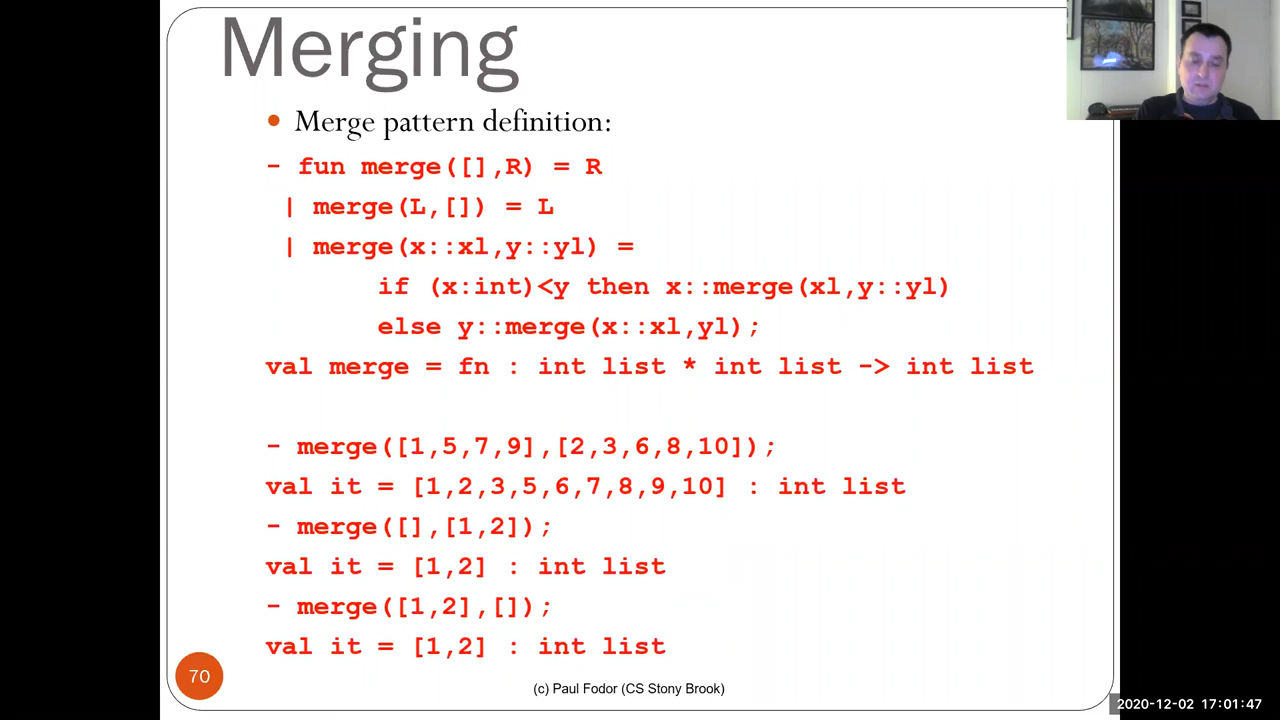 Merging
• Merge pattern definition:
- fun merge([],R) = R
| merge(L,[]) = L
| merge(x::xl,y::yl) =
if (x:int)<y then x::merge(xl,y::yl)
else y::merge(x::xl,yl);
val merge = fn : int list * int list -> int list
- merge([1,5,7,9],[2,3,6,8,10]);
val it = [1,2,3,5,6,7,8,9,10] : int list
- merge([],[1,2]);
val it = [1,2] : int list
- merge([1,2],[]);
val it = [1,2] : int list
70
(c) Paul Fodor (CS Stony Brook)
2020-12-02 17:01:47